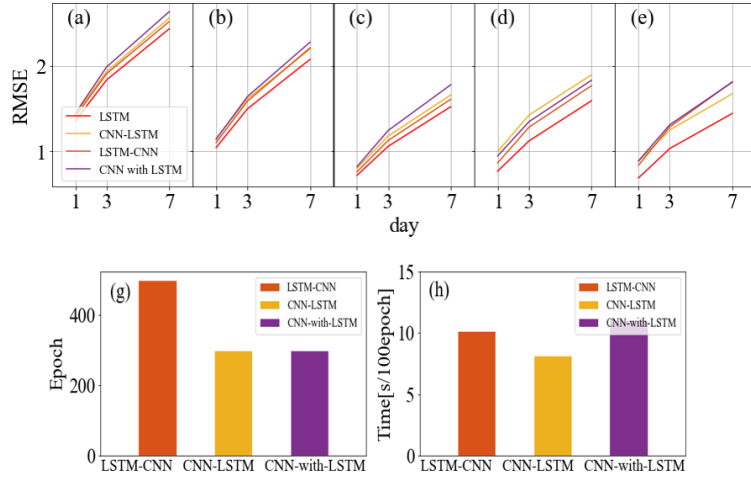 (a) (b) (c) (d) (e)
RMSE
2
1
LSTM
CNN-LSTM
LSTM-CNN
CNN with LSTM
1 3 7 1 3 7 1 3 7 1 3 7 1 3 7
day
(g)
Epoch
400
200
0
LSTM-CNN
CNN-LSTM
CNN-with-LSTM
LSTM-CNN CNN-LSTM CNN-with-LSTM
(h)
Time[s/100epoch]
15
10
5
0
LSTM-CNN
CNN-LSTM
CNN-with-LSTM
LSTM-CNN CNN-LSTM CNN-with-LSTM